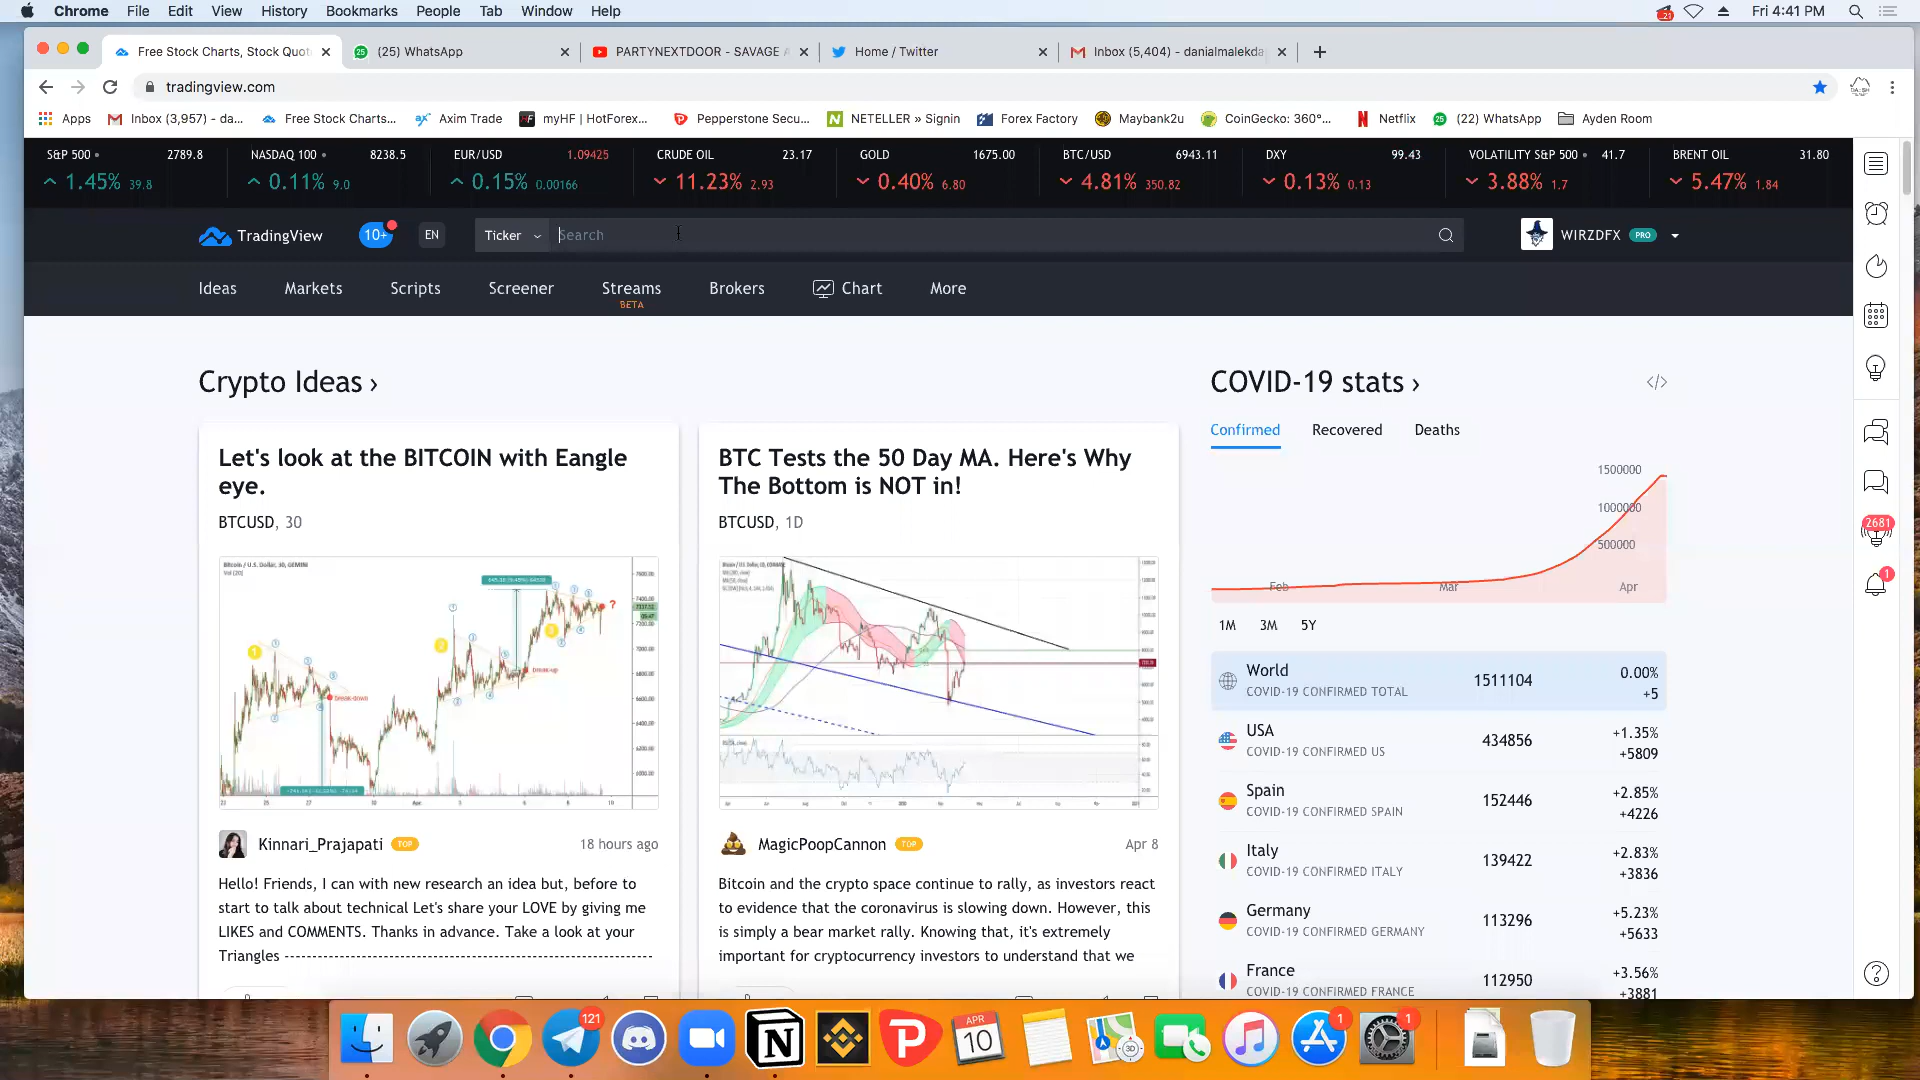 Chrome File Edit View History Bookmarks People Tab Window Help
21 Fri 4:41 PM
Free Stock Charts, Stock Quot
(25) WhatsApp
PARTYNEXTDOOR - SAVAGE A
Home / Twitter
Inbox (5,404) - danialmalekda
tradingview.com
Apps
Inbox (3,957) - da...
Free Stock Charts...
Axim Trade
myHF | HotForex...
Pepperstone Secu...
NETELLER » Signin
Forex Factory
Maybank2u
CoinGecko: 360°...
Netflix
(22) WhatsApp
Ayden Room
S&P 500 2789.8
1.45% 39.8
NASDAQ 100 8238.5
0.11% 9.0
EUR/USD 1.09425
0.15% 0.00166
CRUDE OIL 23.17
11.23% 2.93
GOLD 1675.00
0.40% 6.80
BTC/USD 6943.11
4.81% 350.82
DXY 99.43
0.13% 0.13
VOLATILITY S&P 500 41.7
3.88% 1.7
BRENT OIL 31.80
5.47% 1.84
TradingView 10+ EN Ticker Search WIRZDFX PRO
Ideas Markets Scripts Screener Streams Brokers Chart More
BETA
Crypto Ideas ›
Let's look at the BITCOIN with Eangle
eye.
BTCUSD, 30
Kinnari_Prajapati TOP 18 hours ago
Hello! Friends, I can with new research an idea but, before to
start to talk about technical Let's share your LOVE by giving me
LIKES and COMMENTS. Thanks in advance. Take a look at your
Triangles ----------------------------------------------------
BTC Tests the 50 Day MA. Here's Why
The Bottom is NOT in!
BTCUSD, 1D
MagicPoopCannon TOP Apr 8
Bitcoin and the crypto space continue to rally, as investors react
to evidence that the coronavirus is slowing down. However, this
is simply a bear market rally. Knowing that, it's extremely
important for cryptocurrency investors to understand that we
COVID-19 stats ›
Confirmed Recovered Deaths
1500000
1000000
500000
Feb Mar Apr
1M 3M 5Y
World 1511104 0.00%
COVID-19 CONFIRMED TOTAL +5
USA 434856 +1.35%
COVID-19 CONFIRMED US +5809
Spain 152446 +2.85%
COVID-19 CONFIRMED SPAIN +4226
Italy 139422 +2.83%
COVID-19 CONFIRMED ITALY +3836
Germany 113296 +5.23%
COVID-19 CONFIRMED GERMANY +5633
France 112950 +3.56%
COVID-19 CONFIRMED FRANCE +3881
2681
1
121
APR
10
3D
1
1